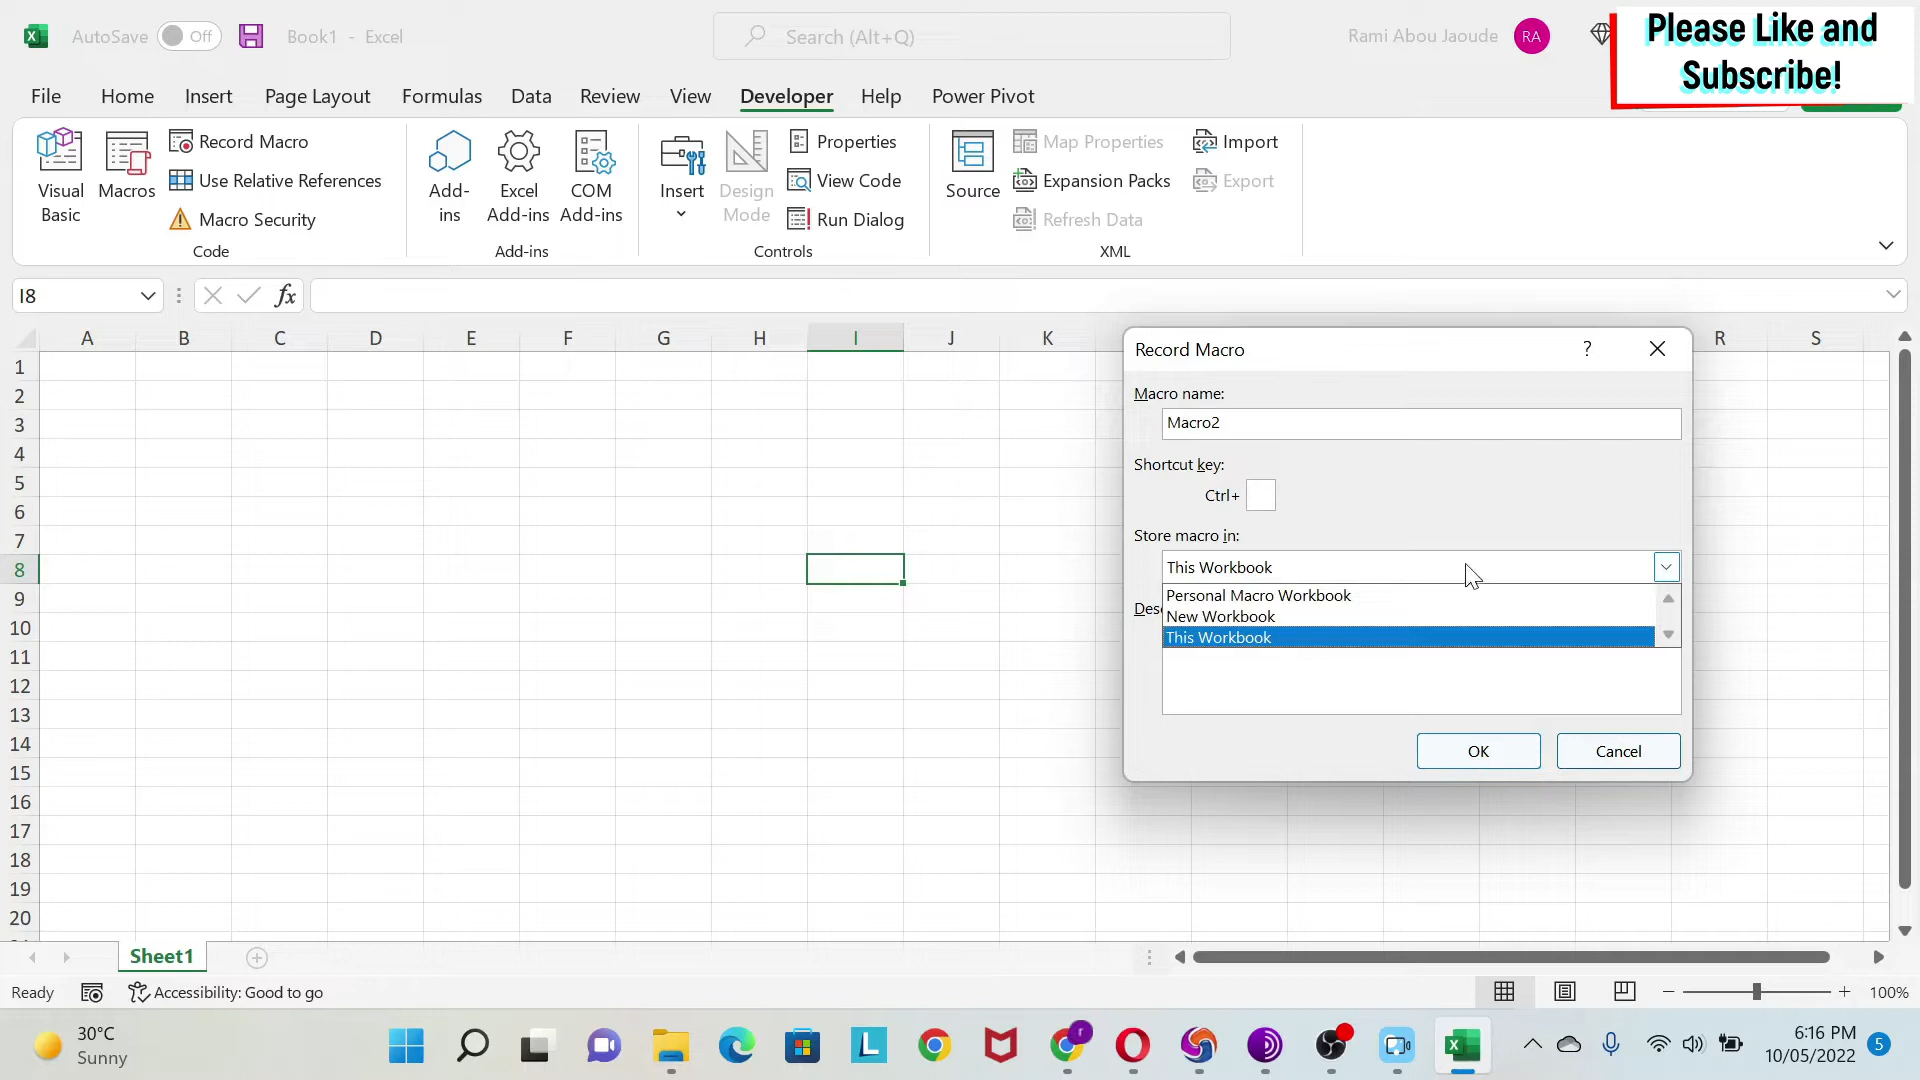 AutoSave Off Book1 - Excel Search (Alt+Q) Rami Abou Jaoude RA
Please Like and
Subscribe!
File Home Insert Page Layout Formulas Data Review View Developer Help Power Pivot
Visual Basic
Macros
Record Macro
Use Relative References
Macro Security
Code
Add-ins
Excel Add-ins
COM Add-ins
Add-ins
Insert
Design Mode
Properties
View Code
Run Dialog
Controls
Source
Map Properties
Expansion Packs
Refresh Data
Import
Export
XML
I8 fx
A B C D E F G H I J K R S
1
2
3
4
5
6
7
8
9
10
11
12
13
14
15
16
17
18
19
20
Record Macro ?
Macro name:
Macro2
Shortcut key:
Ctrl+
Store macro in:
This Workbook
Personal Macro Workbook
New Workbook
This Workbook
OK Cancel
Sheet1
Ready Accessibility: Good to go 100%
30°C
Sunny
L
r
6:16 PM
10/05/2022
5